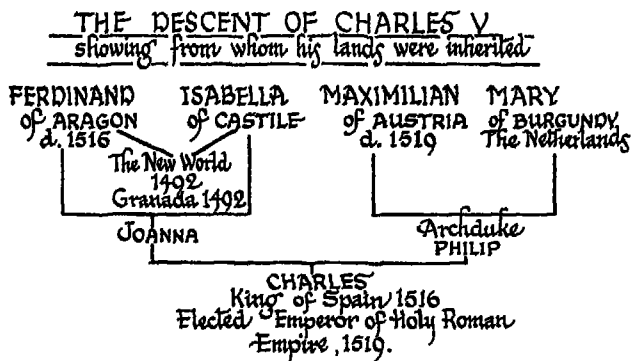 THE DESCENT OF CHARLES V
showing from whom his lands were inherited
FERDINAND
of ARAGON
d. 1516
ISABELLA
of CASTILE
The New World
1492
Granada 1492
MAXIMILIAN
of AUSTRIA
d. 1519
MARY
of BURGUNDY,
The Netherlands
JOANNA
Archduke
PHILIP
CHARLES
King of Spain 1516
Elected Emperor of Holy Roman
Empire, 1519.